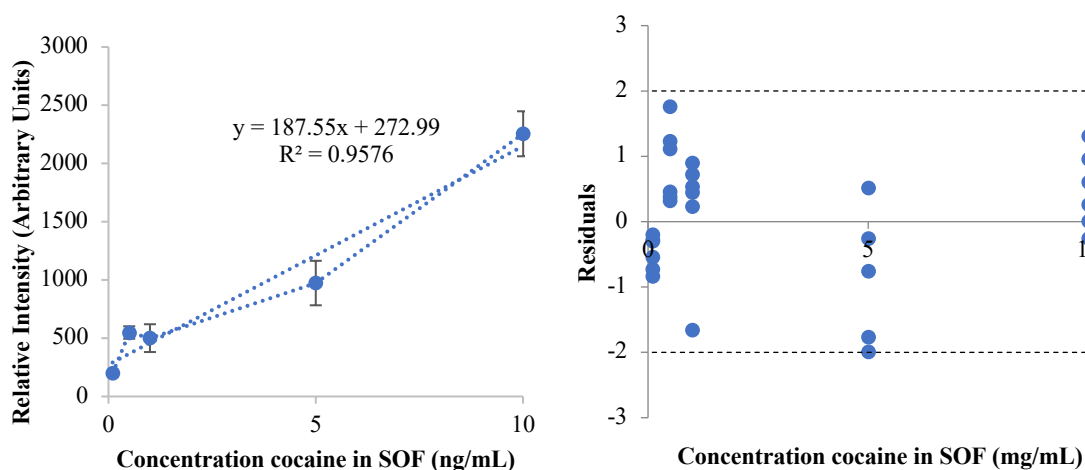 Relative Intensity (Arbitrary Units)
3000
2500
2000
1500
1000
500
0
y = 187.55x + 272.99
R² = 0.9576
0 5 10
Concentration cocaine in SOF (ng/mL)
Residuals
3
2
1
0
-1
-2
-3
0 5
Concentration cocaine in SOF (mg/mL)